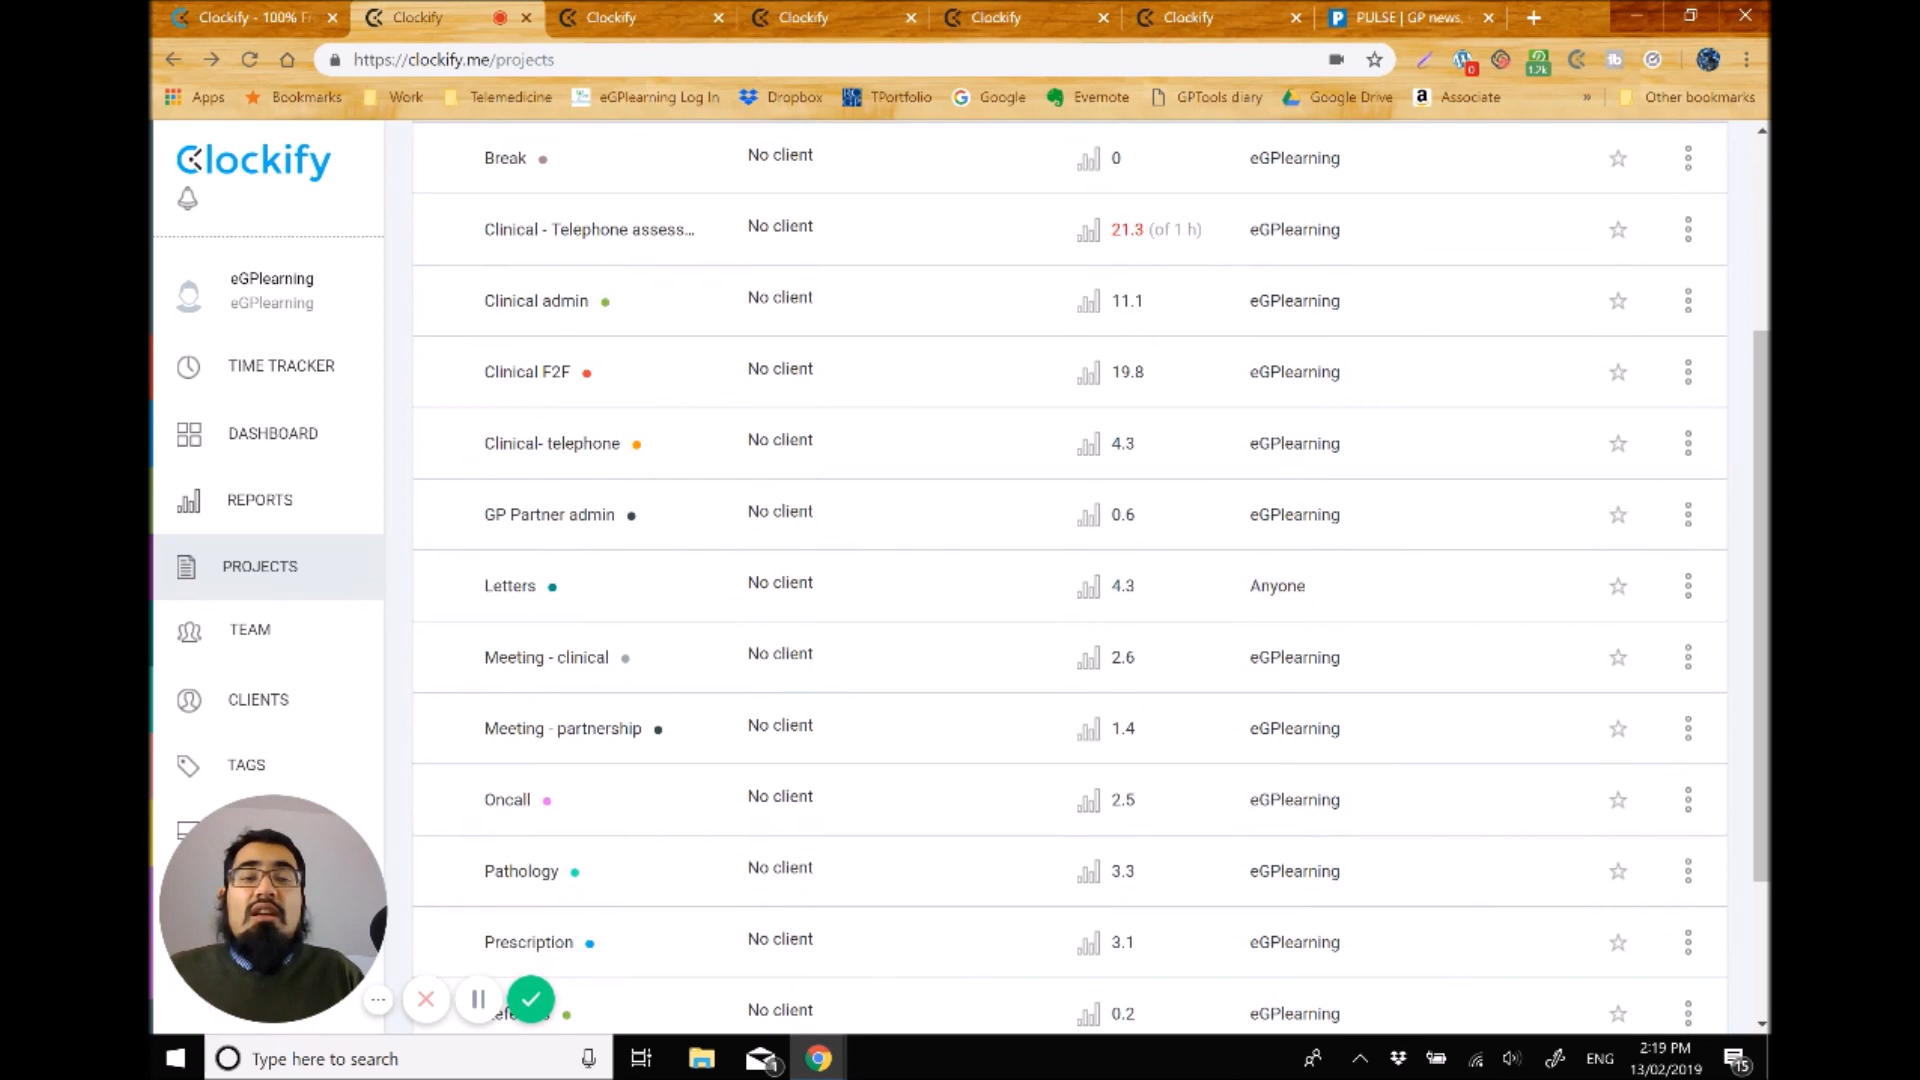 Clockify - 100% Fr
Clockify
Clockify
Clockify
Clockify
Clockify
PULSE | GP news,
https://clockify.me/projects
0
1.2k
Apps
Bookmarks
Work
Telemedicine
eGPlearning Log In
Dropbox
TPortfolio
Google
Evernote
GPTools diary
Google Drive
Associate
»
Other bookmarks
Clockify
eGPlearning
eGPlearning
TIME TRACKER
DASHBOARD
REPORTS
PROJECTS
TEAM
CLIENTS
TAGS
Break No client 0 eGPlearning
Clinical - Telephone assess... No client 21.3 (of 1 h) eGPlearning
Clinical admin No client 11.1 eGPlearning
Clinical F2F No client 19.8 eGPlearning
Clinical- telephone No client 4.3 eGPlearning
GP Partner admin No client 0.6 eGPlearning
Letters No client 4.3 Anyone
Meeting - clinical No client 2.6 eGPlearning
Meeting - partnership No client 1.4 eGPlearning
Oncall No client 2.5 eGPlearning
Pathology No client 3.3 eGPlearning
Prescription No client 3.1 eGPlearning
No client 0.2 eGPlearning
Type here to search
1
ENG
2:19 PM
13/02/2019
15